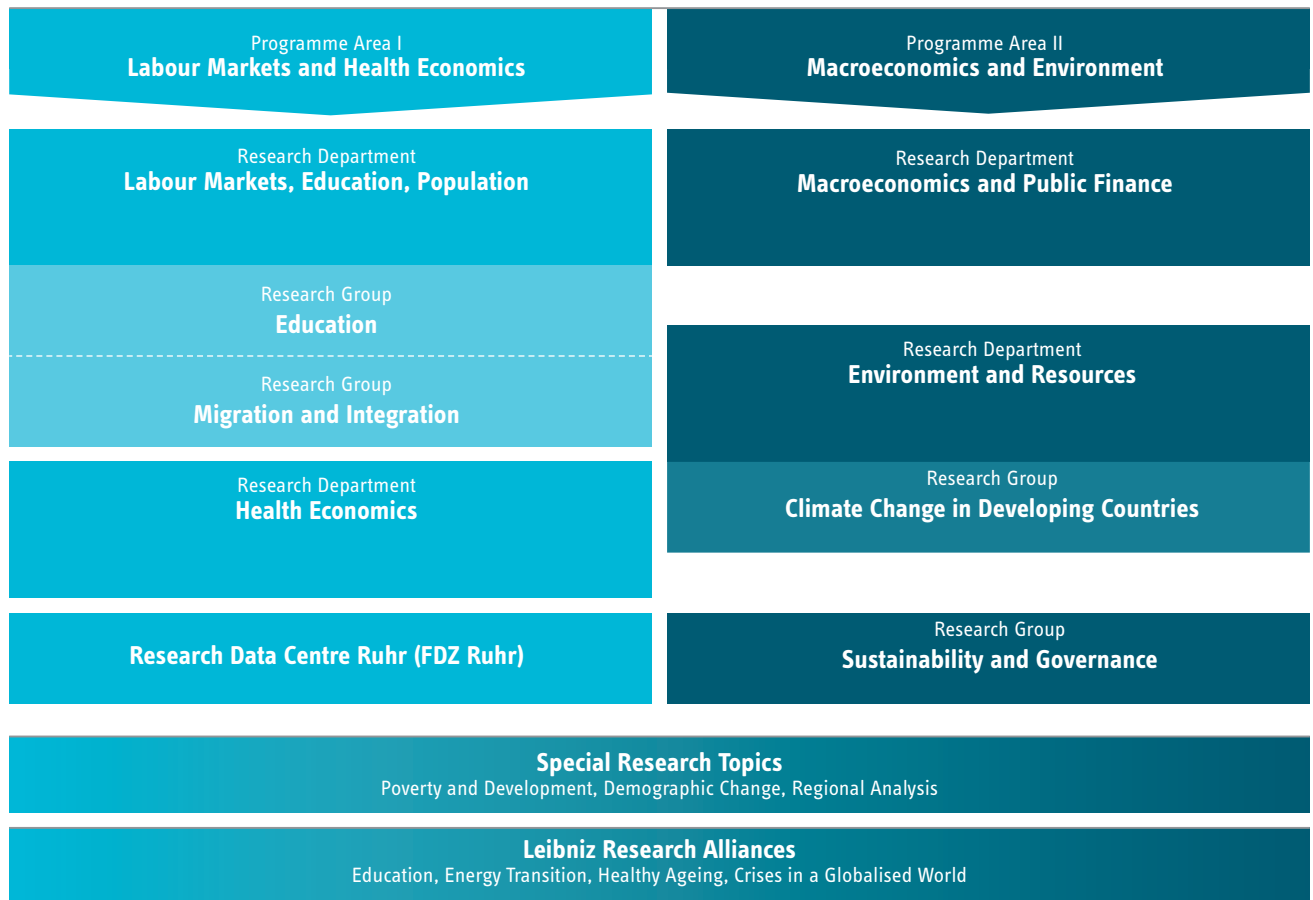 Programme Area I
Labour Markets and Health Economics
Research Department
Labour Markets, Education, Population
Research Group
Education
Research Group
Migration and Integration
Research Department
Health Economics
Research Data Centre Ruhr (FDZ Ruhr)
Programme Area II
Macroeconomics and Environment
Research Department
Macroeconomics and Public Finance
Research Department
Environment and Resources
Research Group
Climate Change in Developing Countries
Research Group
Sustainability and Governance
Special Research Topics
Poverty and Development, Demographic Change, Regional Analysis
Leibniz Research Alliances
Education, Energy Transition, Healthy Ageing, Crises in a Globalised World